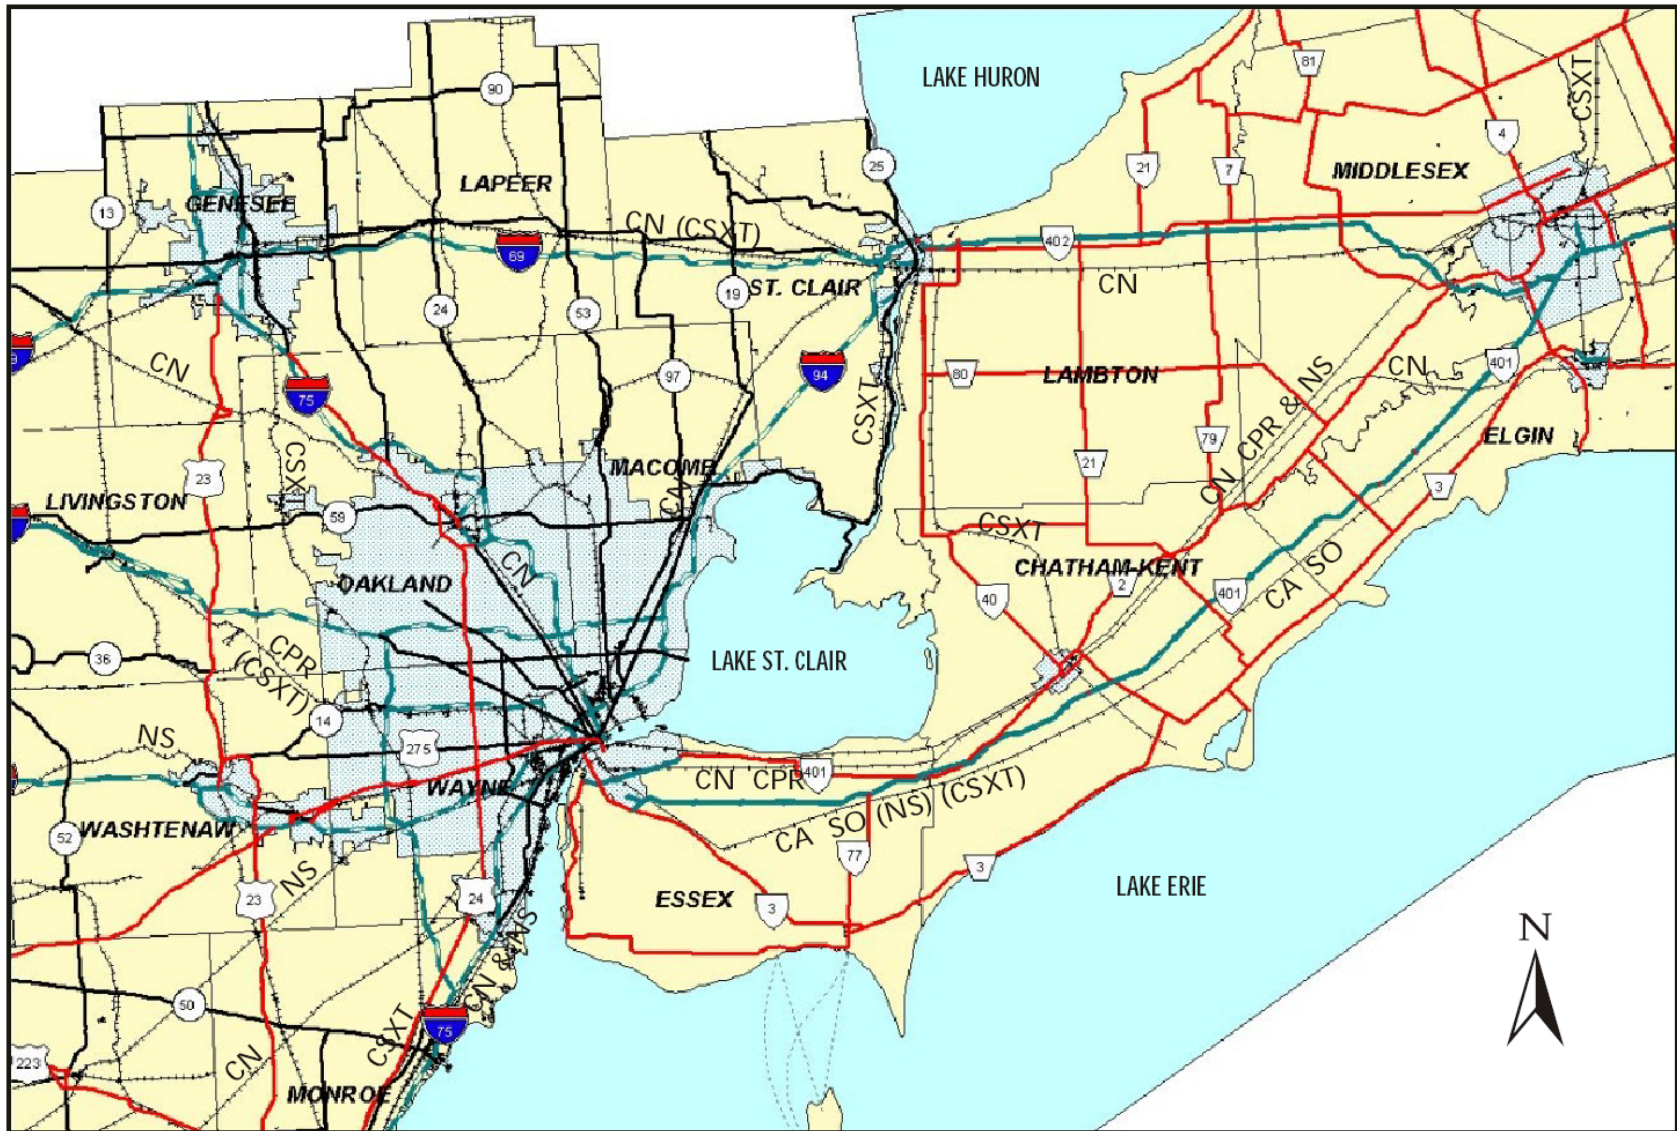 LAKE HURON
81
CSXT
90
4
25
21
7
MIDDLESEX
LAPEER
GENESEE
13
CN (CSXT)
402
69
CN
19
ST. CLAIR
24
53
9
CN
97
94
80
LAMBTON
CN
401
75
CSXT
CN CPR & NS
ELGIN
79
21
MACOMB
CSXT
23
3
LIVINGSTON
CN
59
CSXT
CN
OAKLAND
CHATHAM-KENT
2
40
401
CA SO
36
CPR
(CSXT)
LAKE ST. CLAIR
14
NS
275
CN CPR
401
WAYNE
CA SO (NS) (CSXT)
52
WASHTENAW
77
NS
3
LAKE ERIE
23
24
ESSEX
3
CN & NS
N
50
CSXT
75
223
CN
MONROE